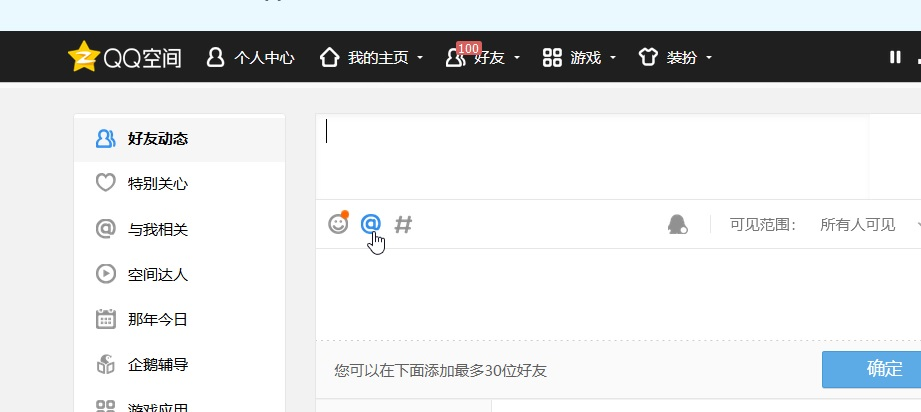 QQ空间 个人中心 我的主页 100 好友 游戏 装扮
好友动态
特别关心
@ # 可见范围： 所有人可见
与我相关
空间达人
那年今日
企鹅辅导
您可以在下面添加最多30位好友 确定
游戏应用